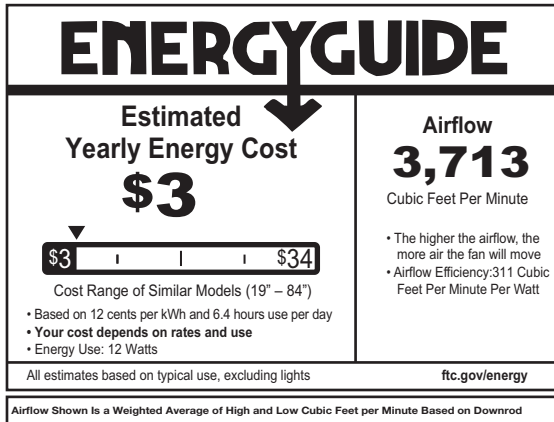 ENERGYGUIDE
Estimated
Yearly Energy Cost
$3
$3 $34
Cost Range of Similar Models (19” – 84”)
• Based on 12 cents per kWh and 6.4 hours use per day
• Your cost depends on rates and use
• Energy Use: 12 Watts
Airflow
3,713
Cubic Feet Per Minute
• The higher the airflow, the
more air the fan will move
• Airflow Efficiency:311 Cubic
Feet Per Minute Per Watt
All estimates based on typical use, excluding lights
ftc.gov/energy
Airflow Shown Is a Weighted Average of High and Low Cubic Feet per Minute Based on Downrod